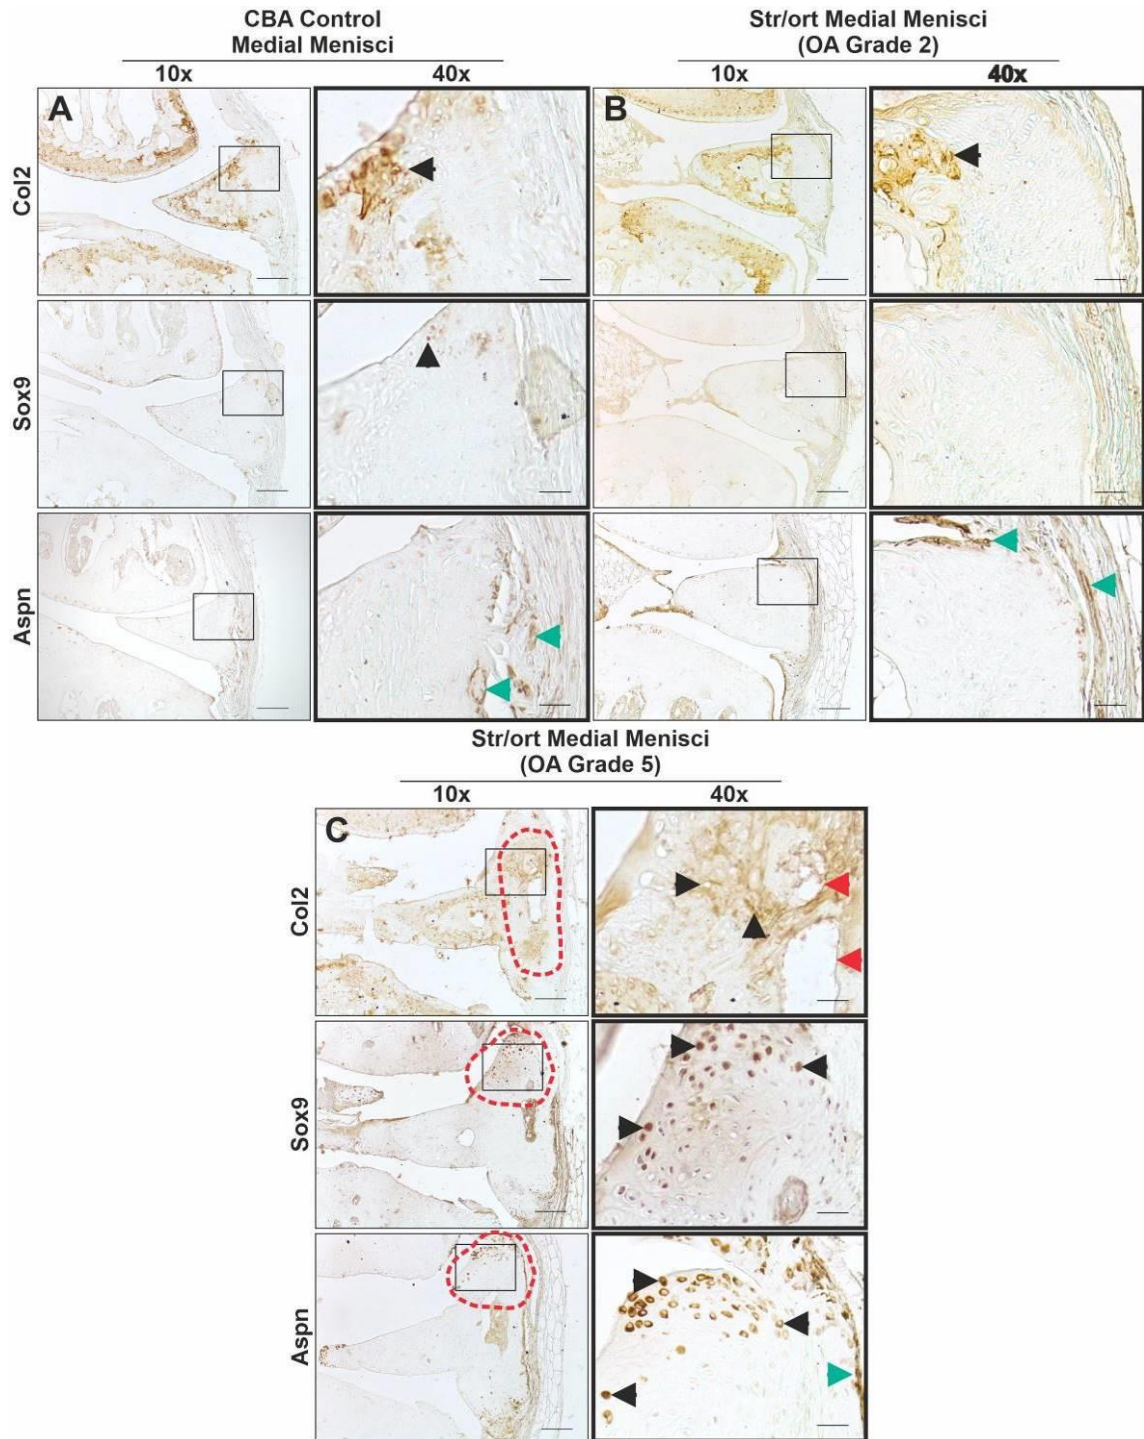 CBA Control
Medial Menisci
10x
40x
Str/ort Medial Menisci
(OA Grade 2)
10x
40x
A
B
Col2
Sox9
Aspn
Str/ort Medial Menisci
(OA Grade 5)
10x
40x
C
Col2
Sox9
Aspn